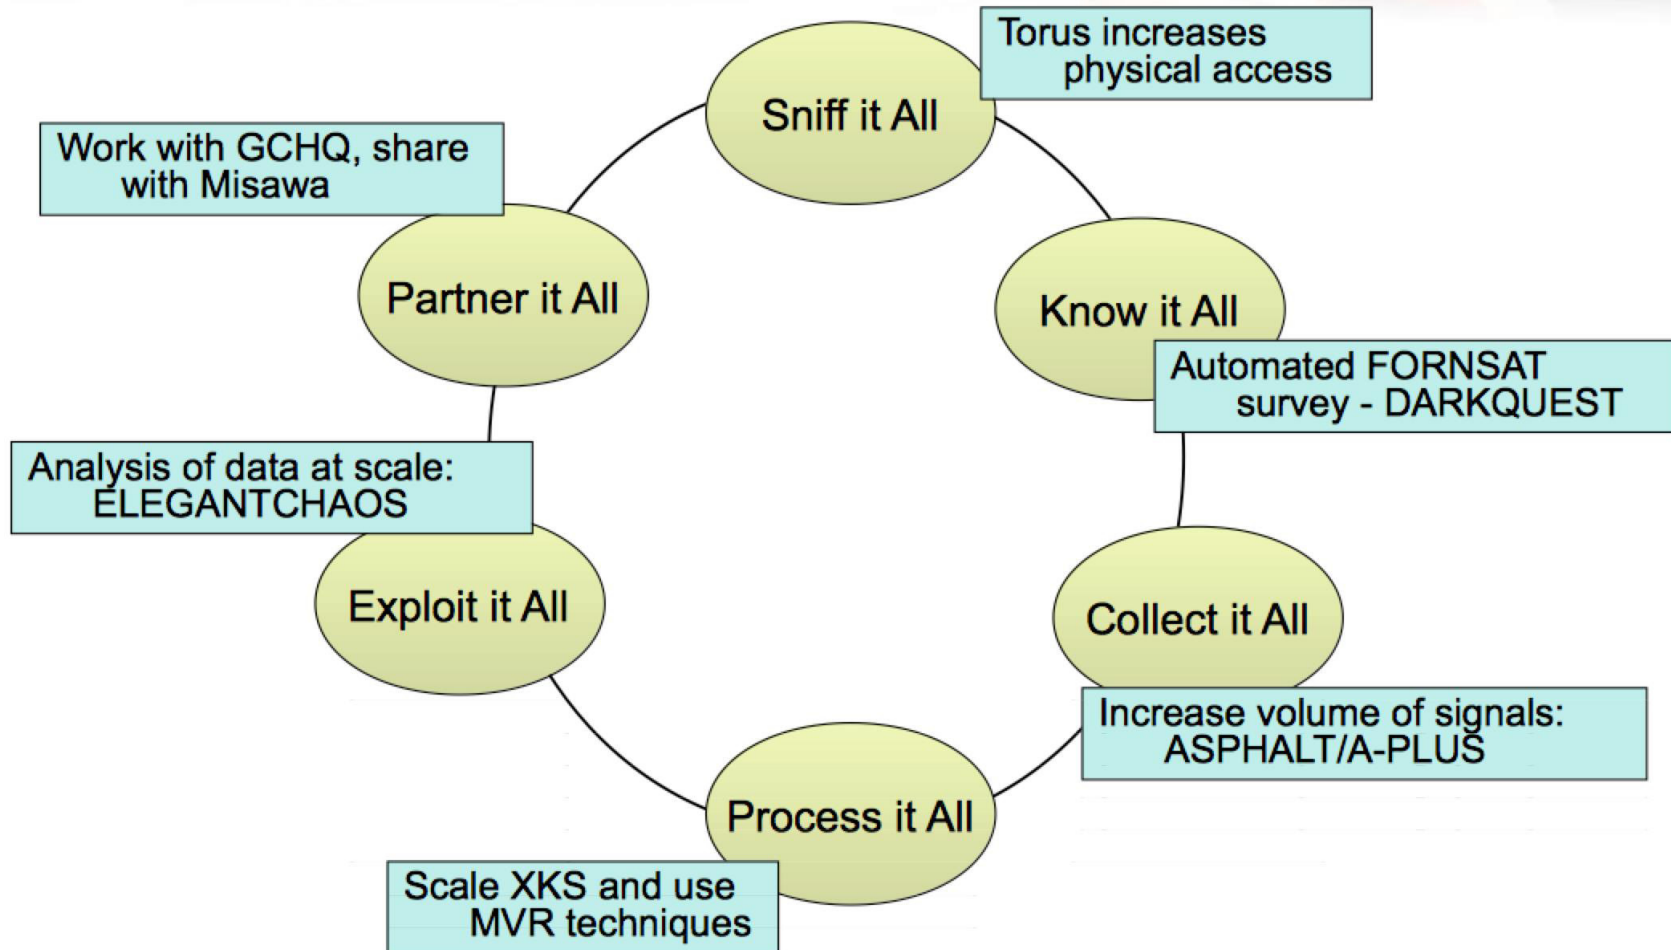 Sniff it All
Torus increases
physical access
Know it All
Automated FORNSAT
survey - DARKQUEST
Collect it All
Increase volume of signals:
ASPHALT/A-PLUS
Process it All
Scale XKS and use
MVR techniques
Exploit it All
Analysis of data at scale:
ELEGANTCHAOS
Partner it All
Work with GCHQ, share
with Misawa